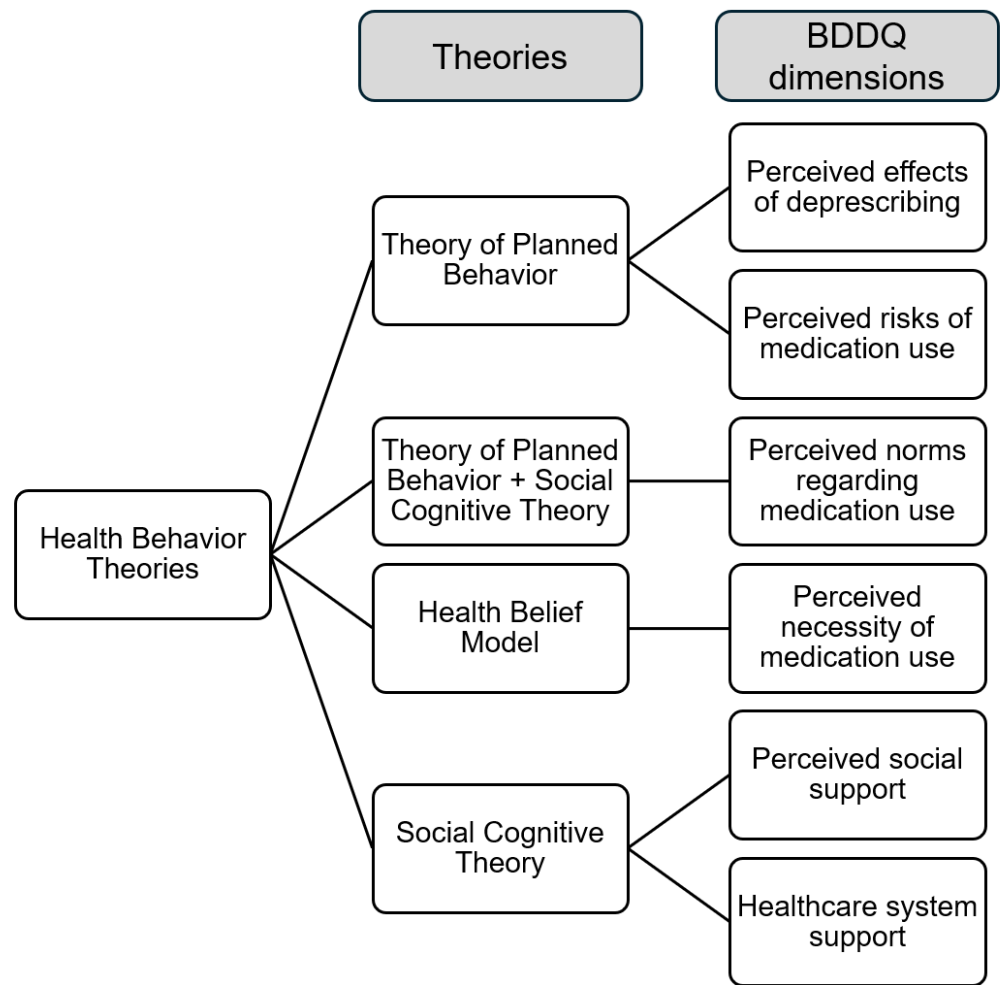 Theories
BDDQ
dimensions
Health Behavior
Theories
Theory of Planned
Behavior
Perceived effects
of deprescribing
Perceived risks of
medication use
Theory of Planned
Behavior + Social
Cognitive Theory
Perceived norms
regarding
medication use
Health Belief
Model
Perceived
necessity of
medication use
Social Cognitive
Theory
Perceived social
support
Healthcare system
support